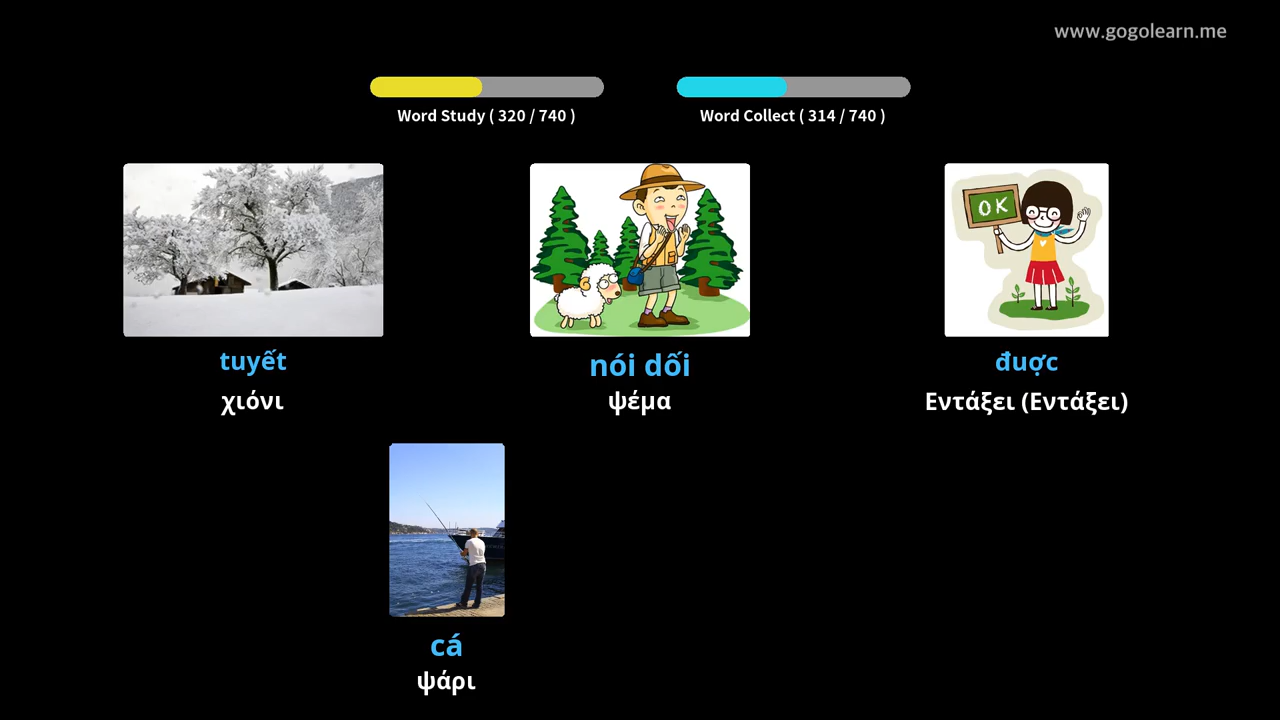 www.gogolearn.me
Word Study ( 320 / 740 )
Word Collect ( 314 / 740 )
OK
tuyết
nói dối
đuợc
χιόνι
ψέμα
Εντάξει (Εντάξει)
cá
ψάρι